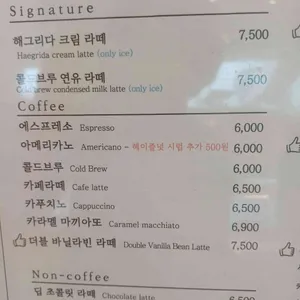 Signature
해그리다 크림 라떼 7,500
Haegrida cream latte (only ice)
콜드브루 연유 라떼 7,500
Cold brew condensed milk latte (only ice)
Coffee
에스프레소 Espresso 6,000
아메리카노 Americano - 헤이즐넛 시럽 추가 500원 6,000
콜드브루 Cold Brew 6,000
카페라떼 Cafe latte 6,500
카푸치노 Cappuccino 6,500
카라멜 마끼아또 Caramel macchiato 6,900
더블 바닐라빈 라떼 Double Vanilla Bean Latte 7,500
Non-coffee
딥 초콜릿 라떼 Chocolate latte